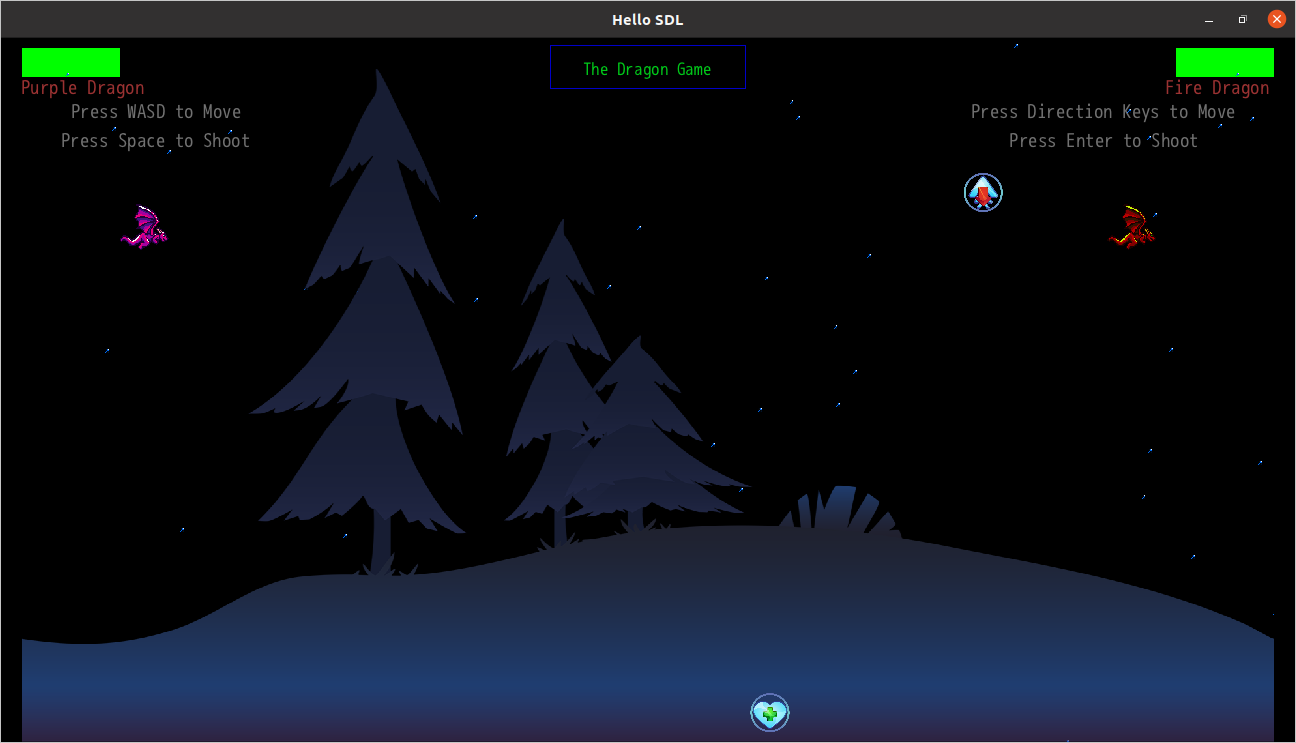 Hello SDL
The Dragon Game
Purple Dragon
Press WASD to Move
Press Space to Shoot
Fire Dragon
Press Direction Keys to Move
Press Enter to Shoot